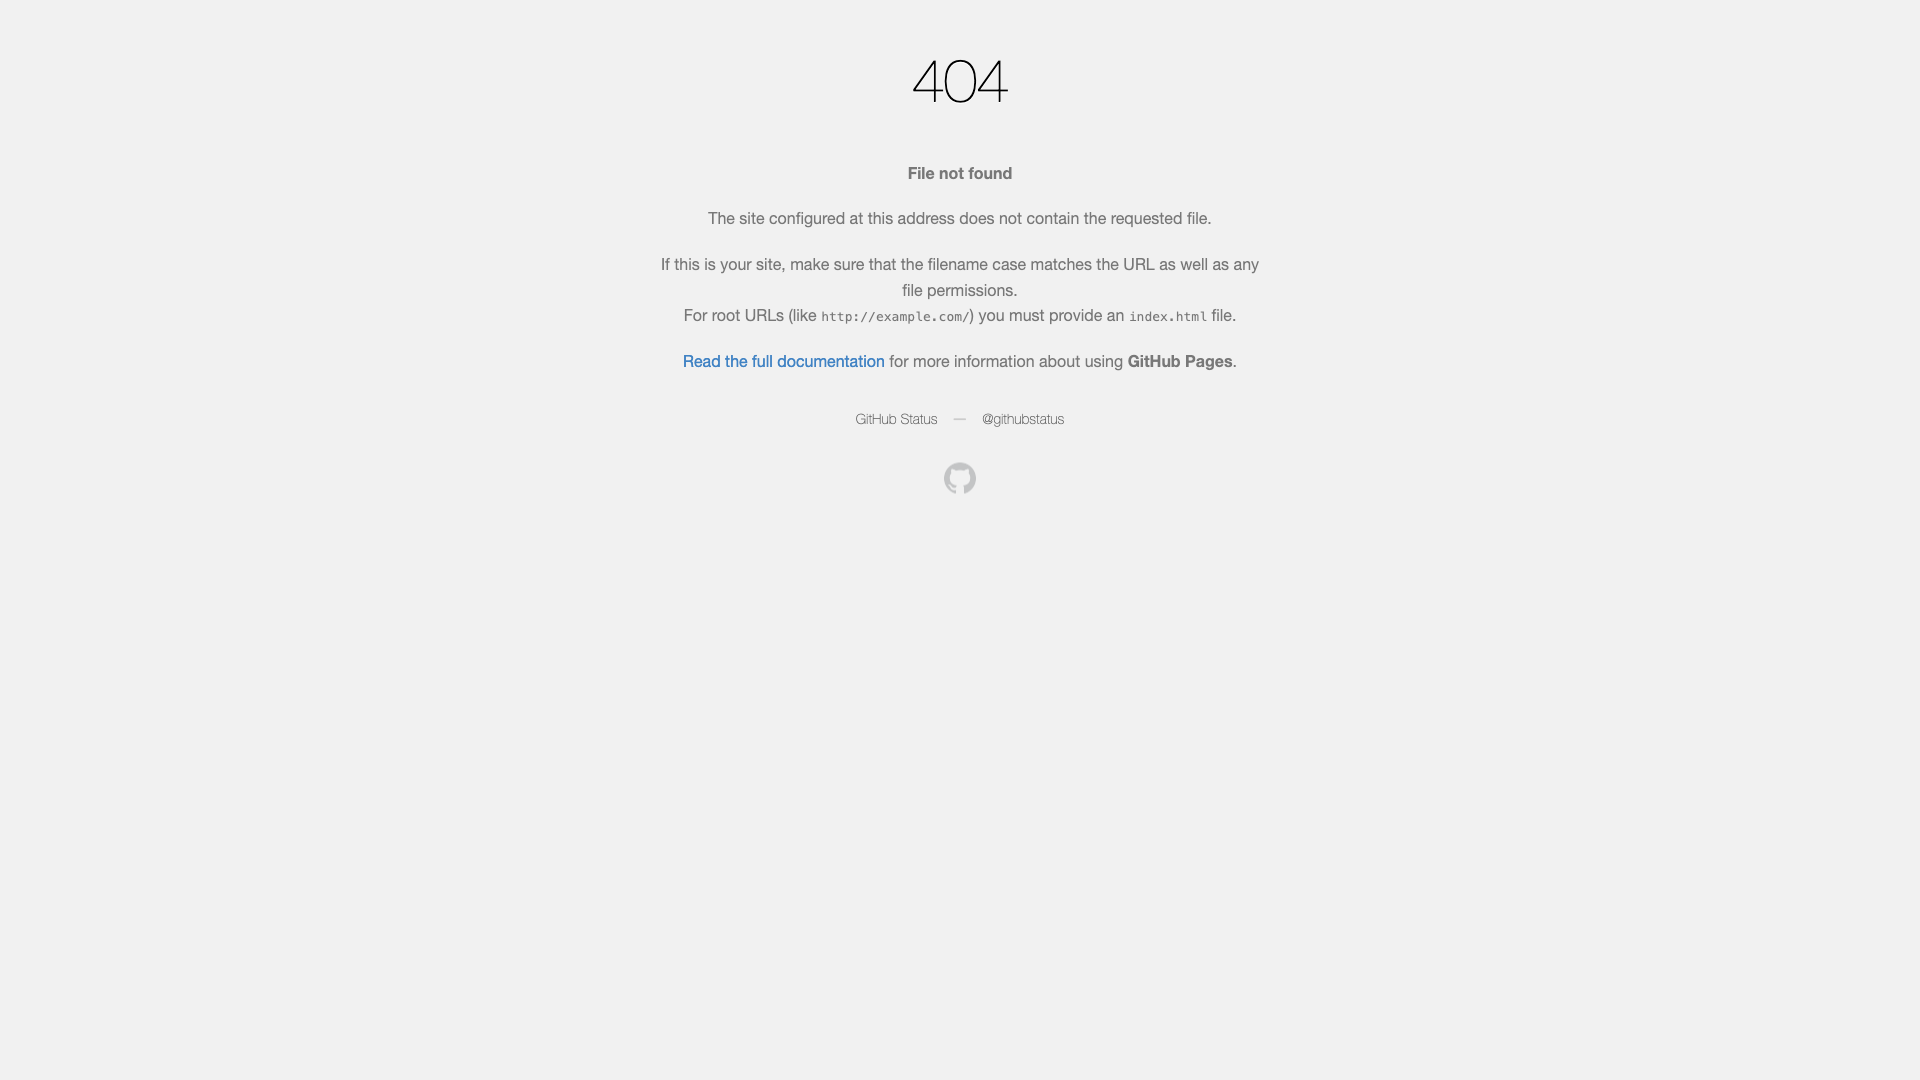 404
File not found
The site configured at this address does not contain the requested file.
If this is your site, make sure that the filename case matches the URL as well as any
file permissions.
For root URLs (like http://example.com/) you must provide an index.html file.
Read the full documentation for more information about using GitHub Pages.
GitHub Status — @githubstatus